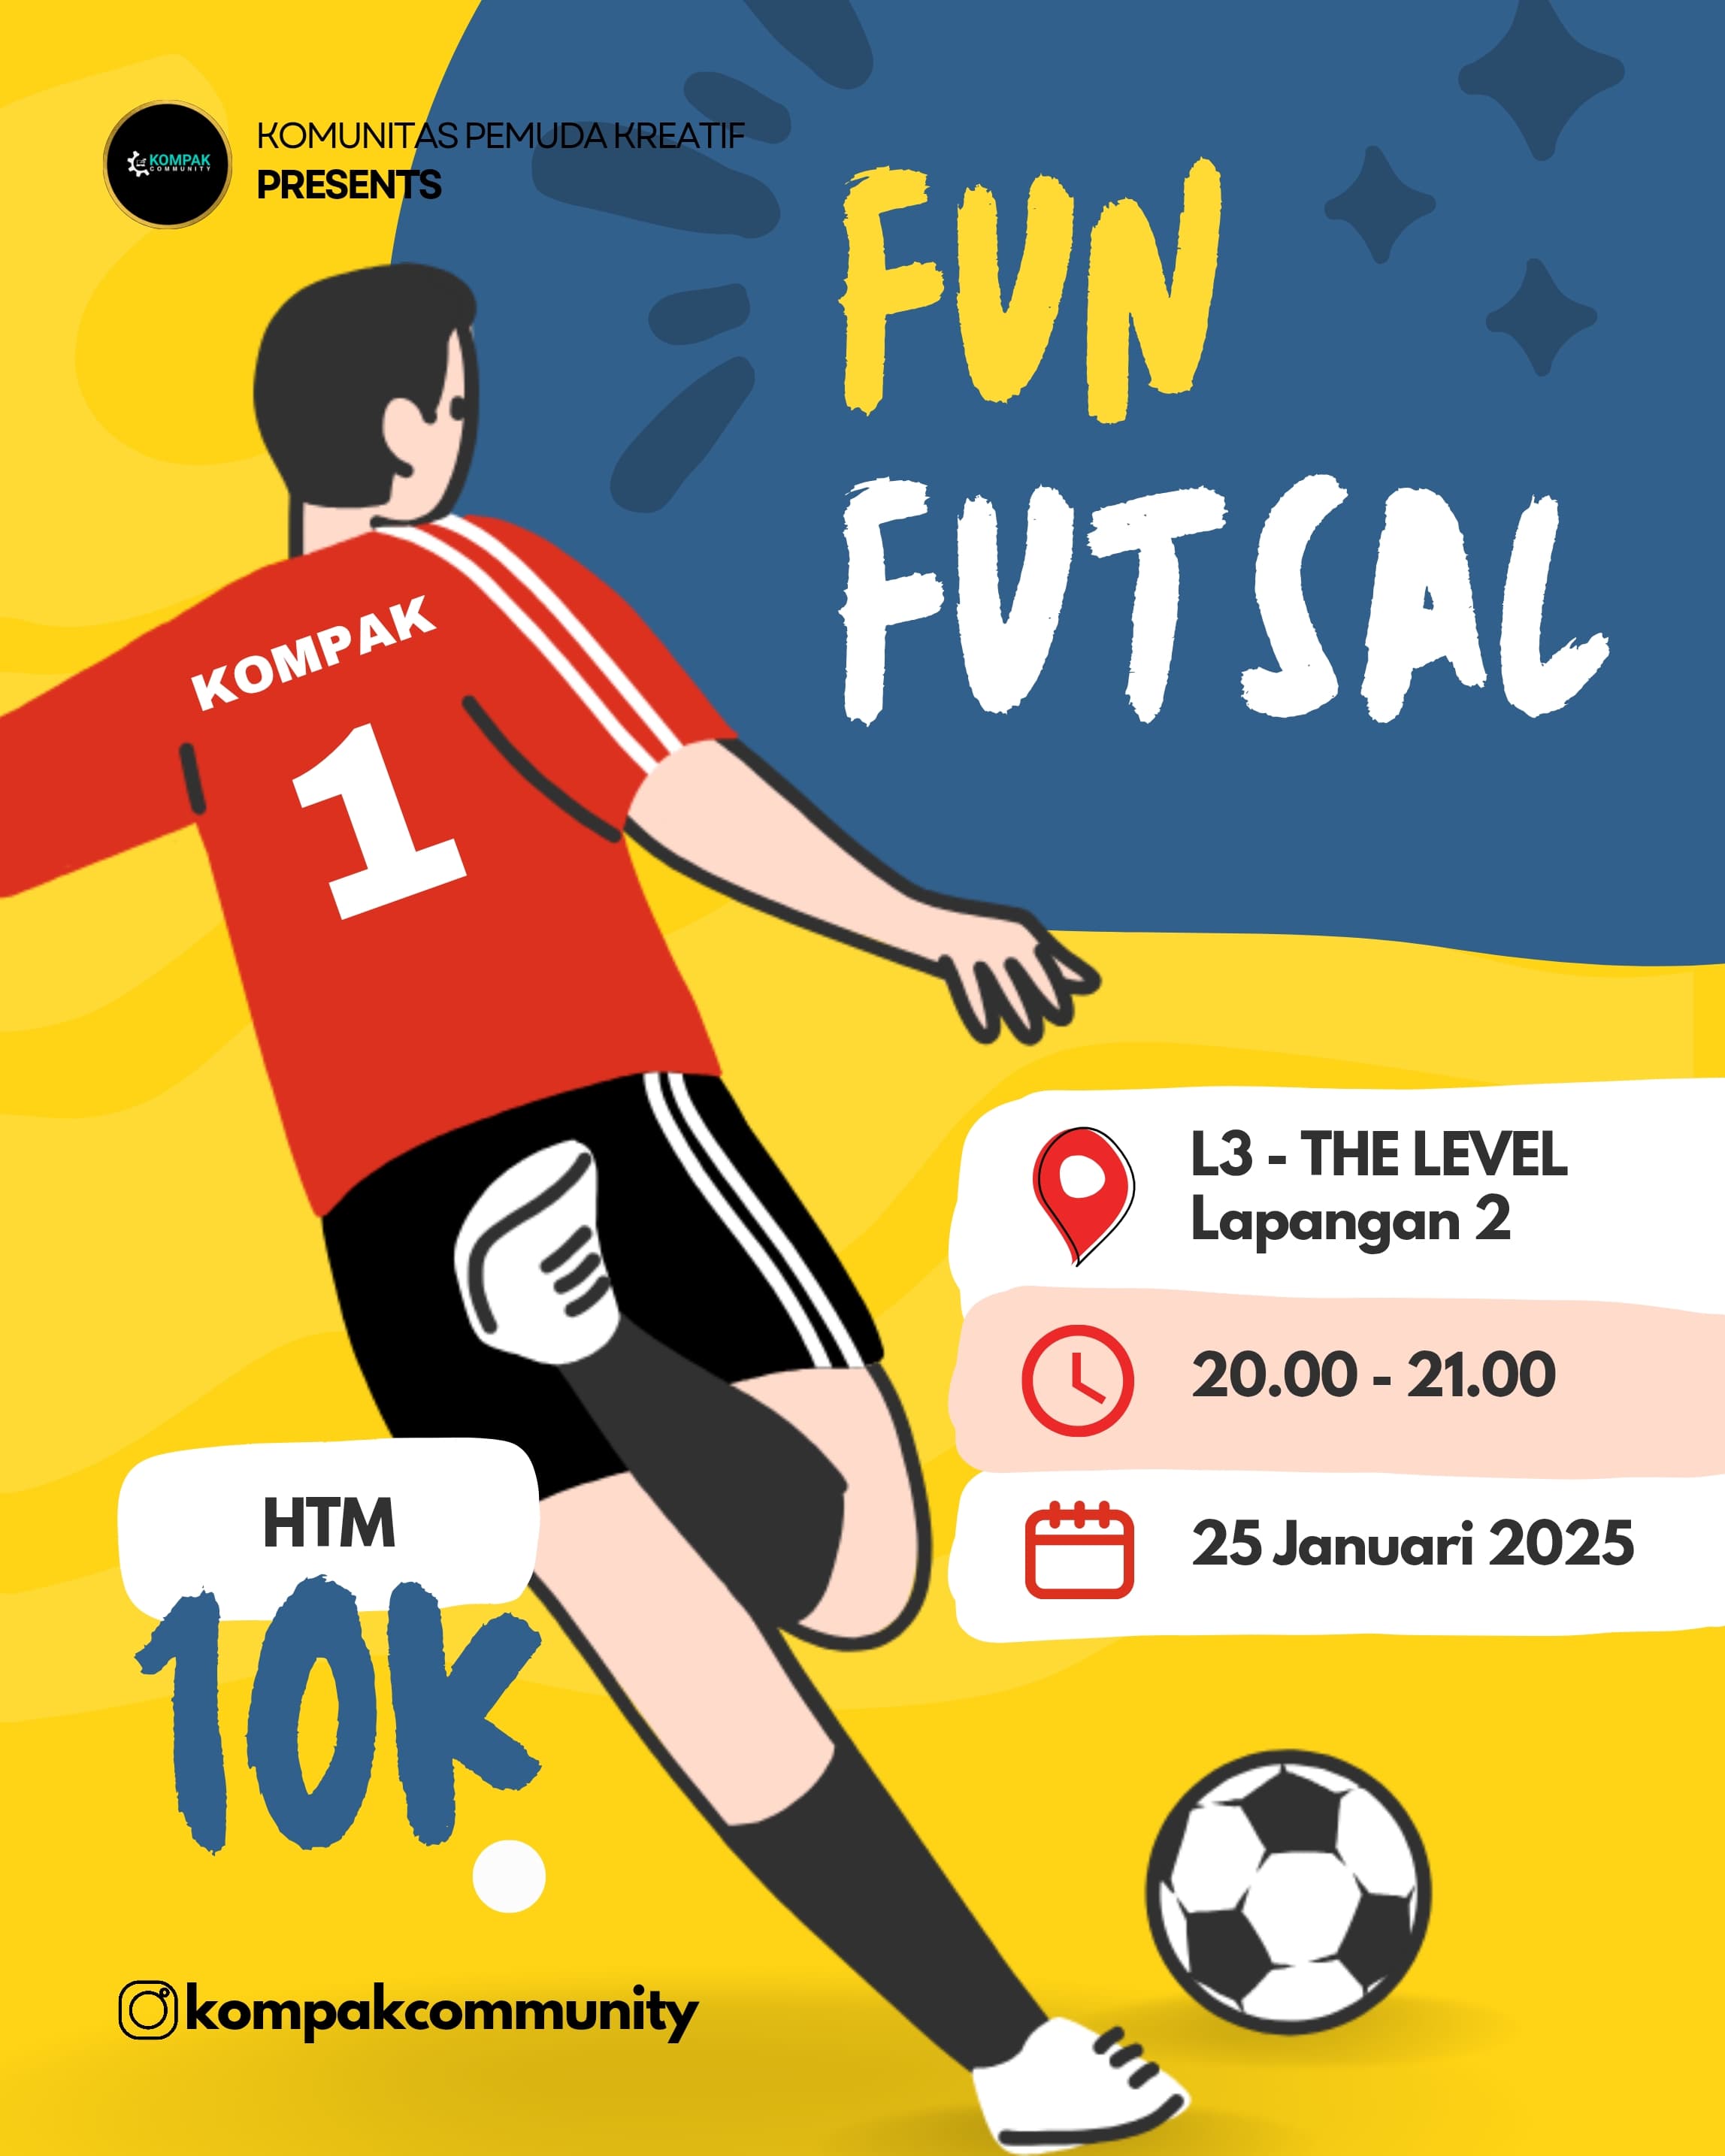 KOMPAK
COMMUNITY
KOMUNITAS PEMUDA KREATIF
PRESENTS
FUN
FUTSAL
KOMPAK
1
L3 - THE LEVEL
Lapangan 2
20.00 - 21.00
25 Januari 2025
HTM
10K
kompakcommunity